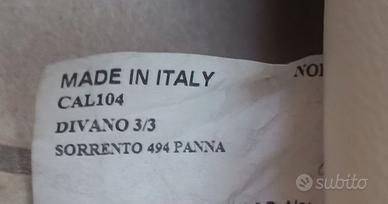 MADE IN ITALY
CAL104
DIVANO 3/3
SORRENTO 494 PANNA
subito